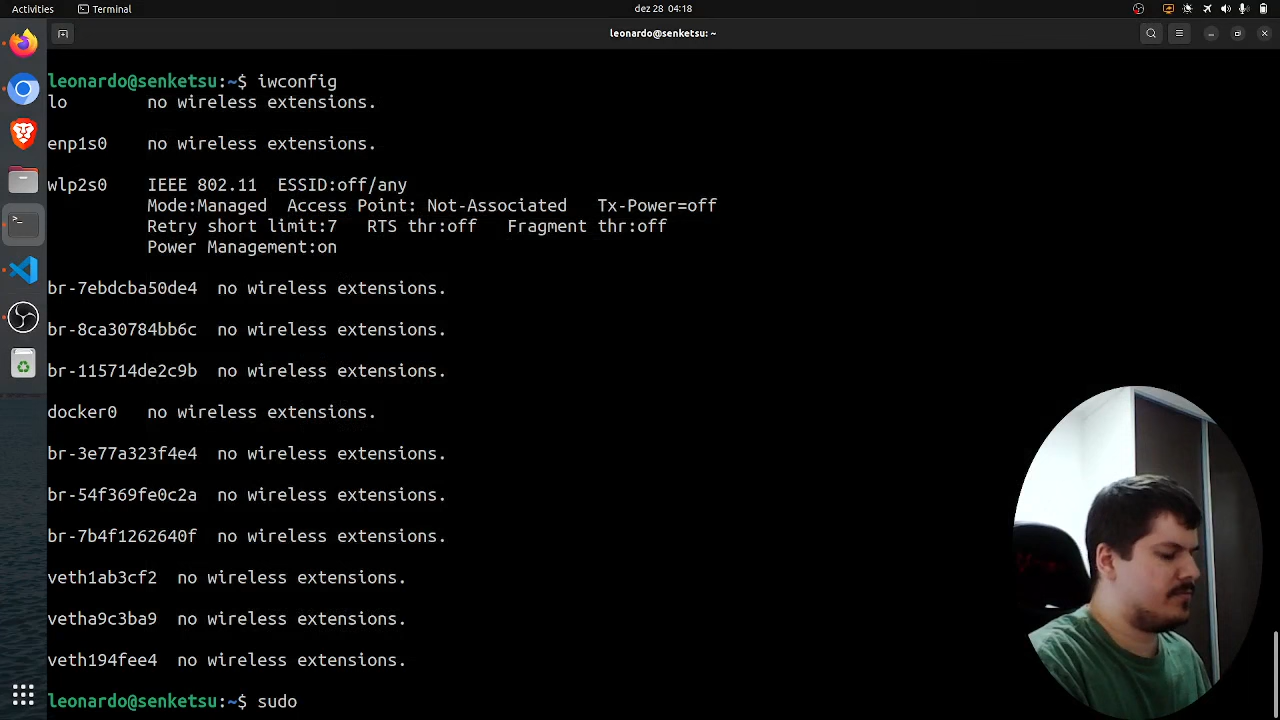 Activities Terminal dez 28 04:18
leonardo@senketsu: ~
leonardo@senketsu:~$ iwconfig
lo no wireless extensions.
enp1s0 no wireless extensions.
wlp2s0 IEEE 802.11 ESSID:off/any
Mode:Managed Access Point: Not-Associated Tx-Power=off
Retry short limit:7 RTS thr:off Fragment thr:off
Power Management:on
br-7ebdcba50de4 no wireless extensions.
br-8ca30784bb6c no wireless extensions.
br-115714de2c9b no wireless extensions.
docker0 no wireless extensions.
br-3e77a323f4e4 no wireless extensions.
br-54f369fe0c2a no wireless extensions.
br-7b4f1262640f no wireless extensions.
veth1ab3cf2 no wireless extensions.
vetha9c3ba9 no wireless extensions.
veth194fee4 no wireless extensions.
leonardo@senketsu:~$ sudo